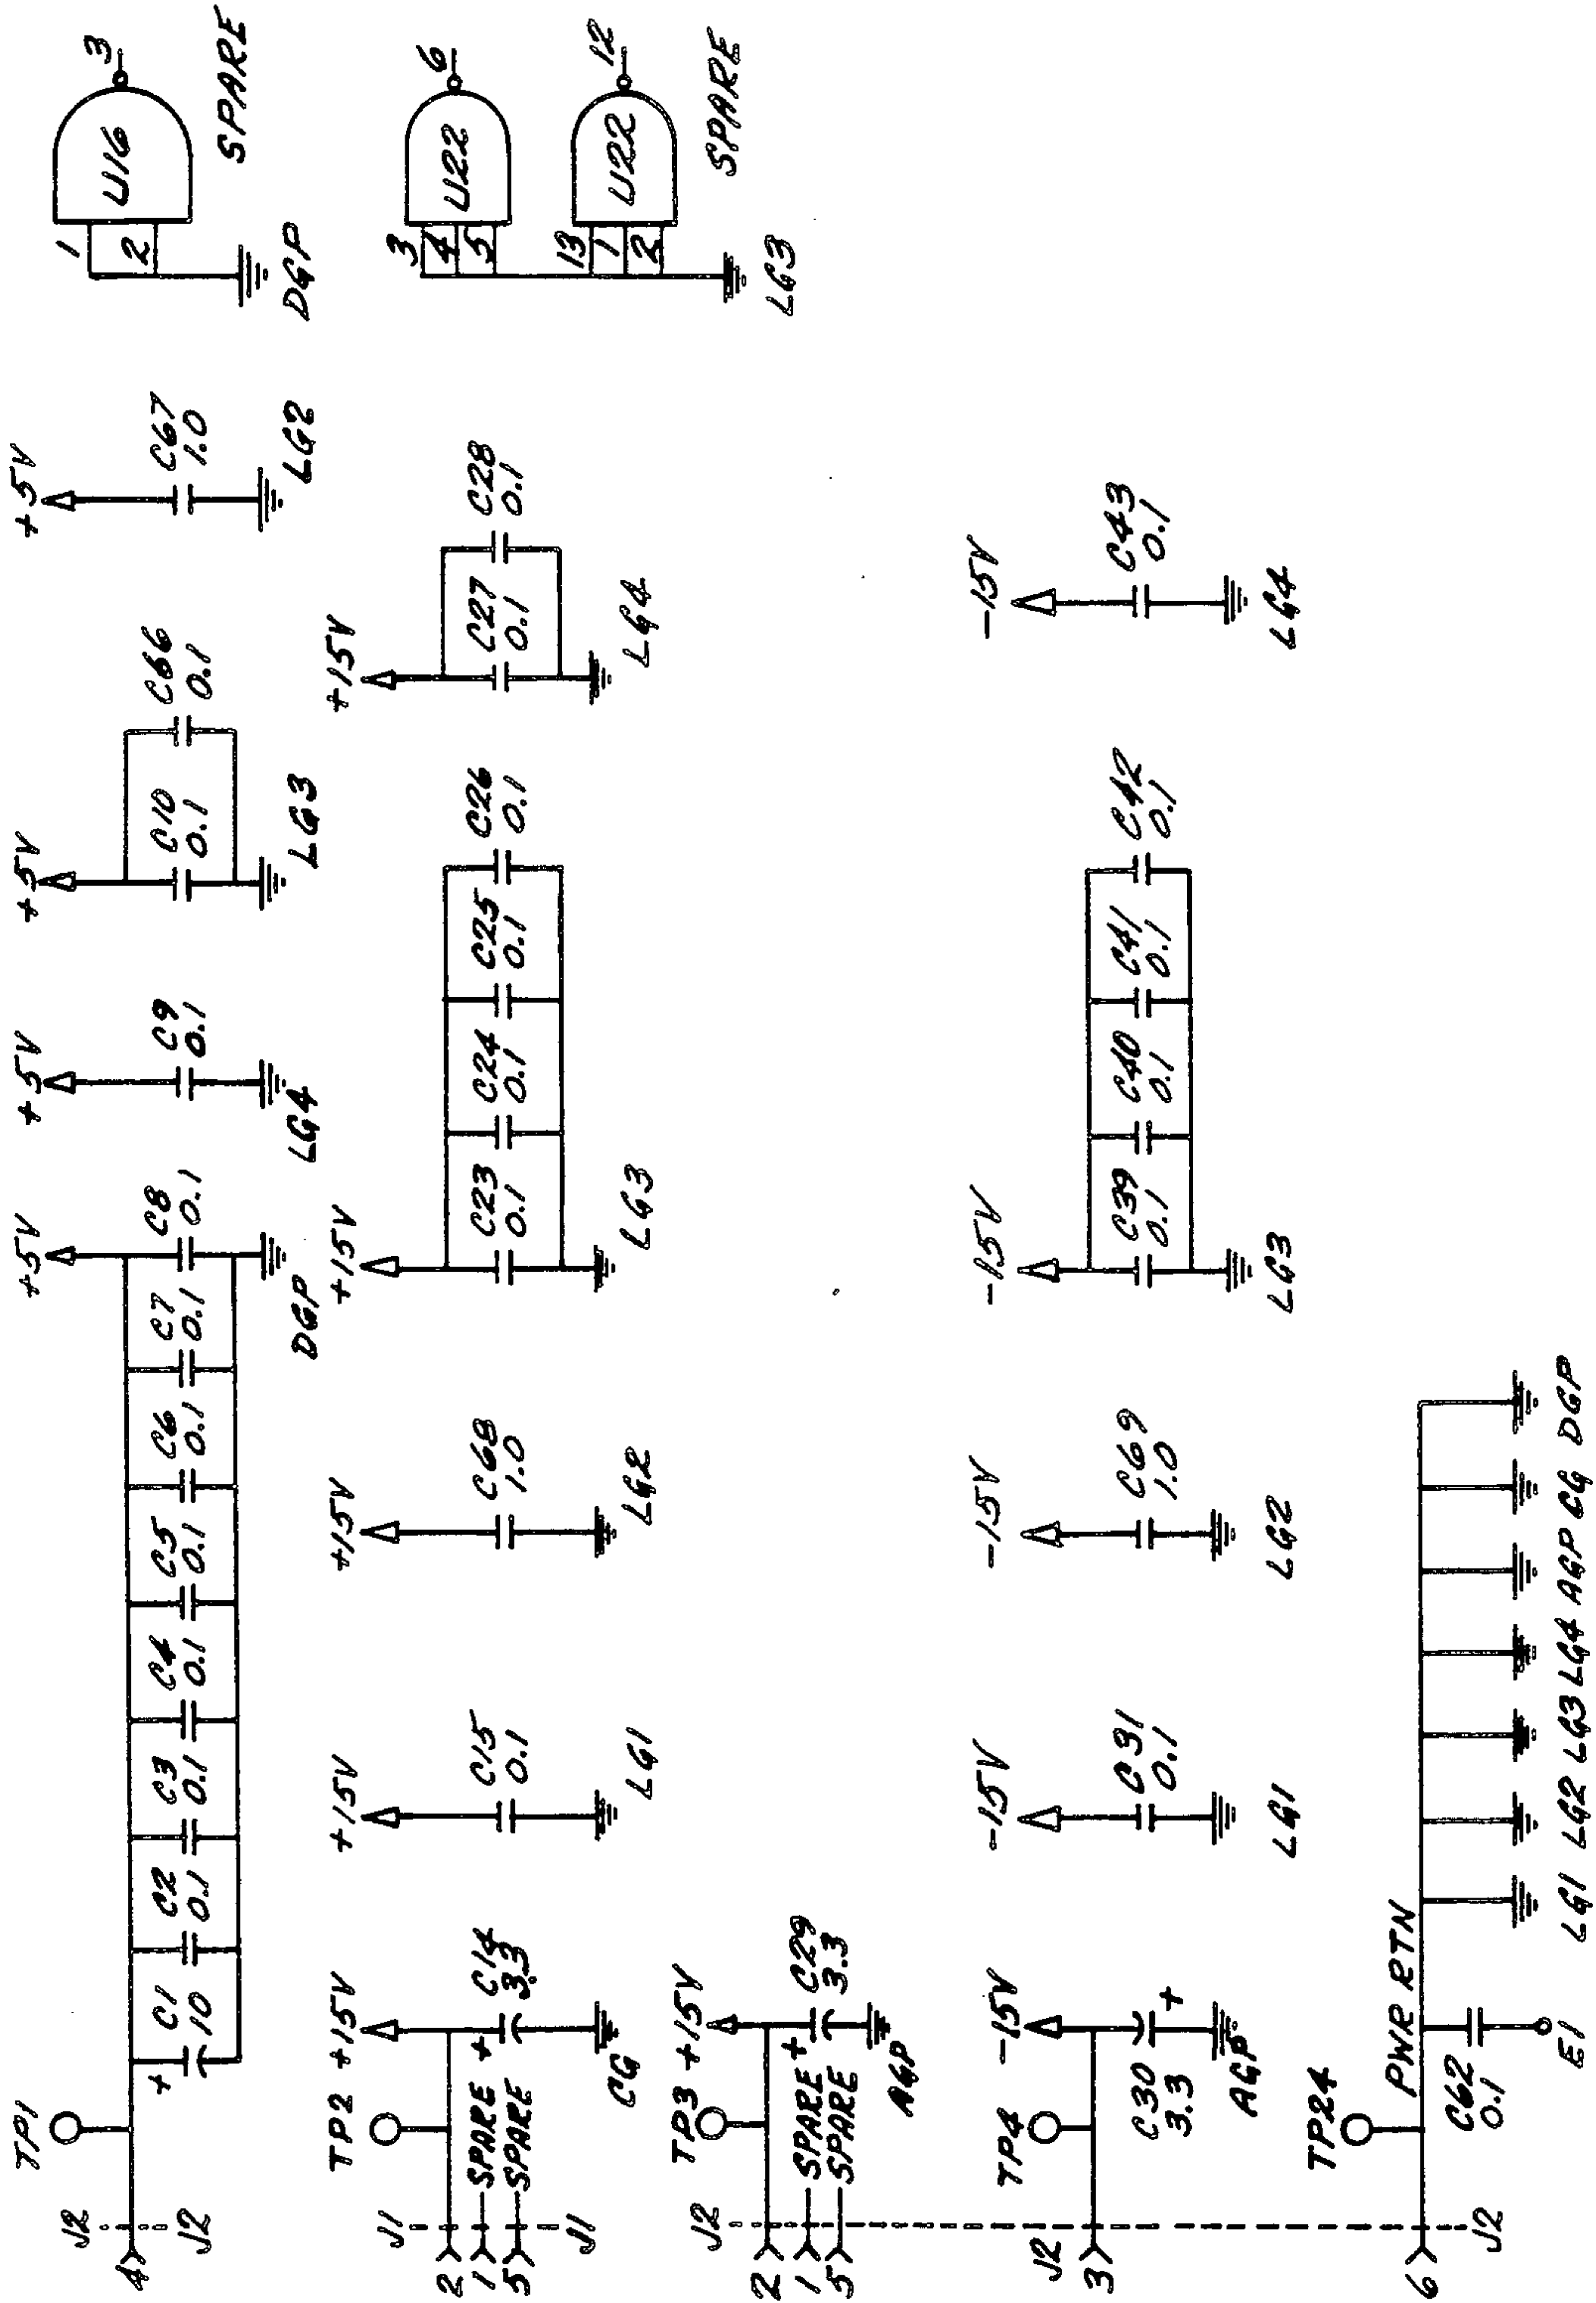 TP1
J2
4
J2
+
C1
10
C2
0.1
C3
0.1
C4
0.1
C5
0.1
C6
0.1
C7
0.1
C8
0.1
+5V
DGP
+5V
C9
0.1
LG4
+5V
C10
0.1
C66
0.1
LG3
+5V
C67
1.0
LG2
1
2
U16
3
SPARE
DGP
TP2
+15V
J1
2
1
SPARE
5
SPARE
J1
+
C14
3.3
CG
+15V
C15
0.1
LG1
+15V
C68
1.0
LG2
+15V
C23
0.1
C24
0.1
C25
0.1
C26
0.1
LG3
+15V
C27
0.1
C28
0.1
LG4
3
4
5
U22
6
13
1
2
U22
12
SPARE
LG3
TP3
+15V
J2
2
1
SPARE
5
SPARE
+
C29
3.3
AGP
TP4
-15V
J2
3
C30
3.3
+
AGP
-15V
C31
0.1
LG1
-15V
C69
1.0
LG2
-15V
C39
0.1
C40
0.1
C41
0.1
C42
0.1
LG3
-15V
C43
0.1
LG4
TP24
PWR RTN
6
J2
C62
0.1
E1
LG1 LG2 LG3 LG4 AGP CG DGP